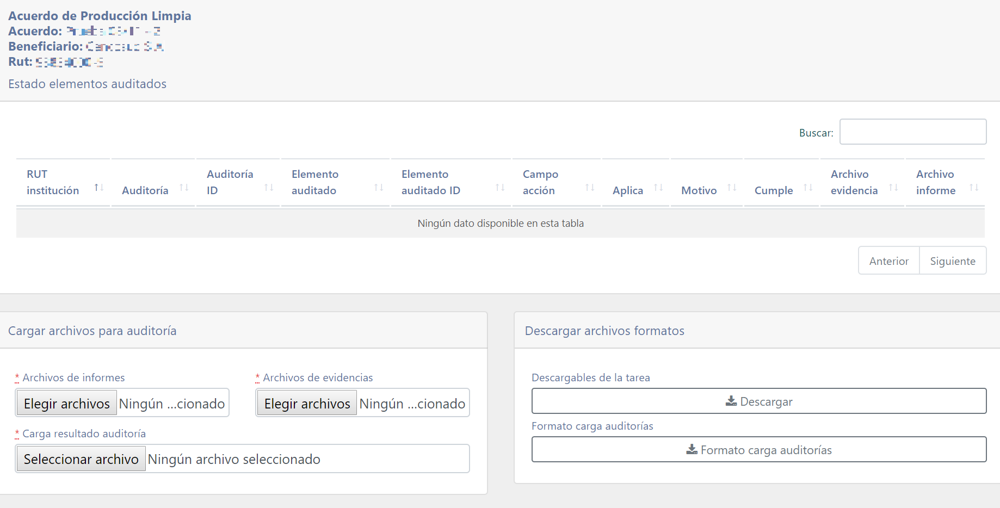 Acuerdo de Producción Limpia
Acuerdo:
Beneficiario:
Rut:
Estado elementos auditados
Buscar:
RUT institución
Auditoría
Auditoría ID
Elemento auditado
Elemento auditado ID
Campo acción
Aplica
Motivo
Cumple
Archivo evidencia
Archivo informe
Ningún dato disponible en esta tabla
Anterior Siguiente
Cargar archivos para auditoría
* Archivos de informes
Elegir archivos Ningún ...cionado
* Archivos de evidencias
Elegir archivos Ningún ...cionado
* Carga resultado auditoría
Seleccionar archivo Ningún archivo seleccionado
Descargar archivos formatos
Descargables de la tarea
Descargar
Formato carga auditorías
Formato carga auditorías